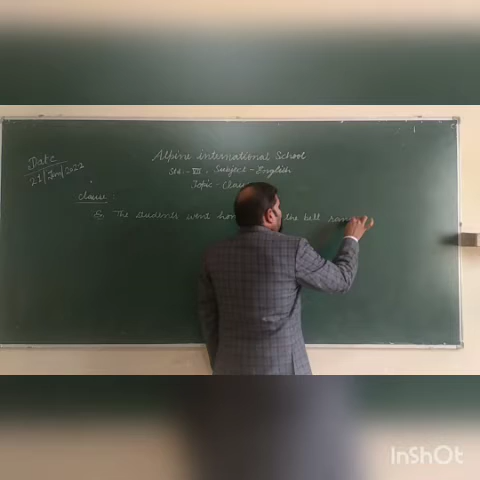 Date
21/Jan/2022
Alpine international School
Std.-VII, Subject-English
Topic-Clause
Clause:
The students went the bell rang
InShOt